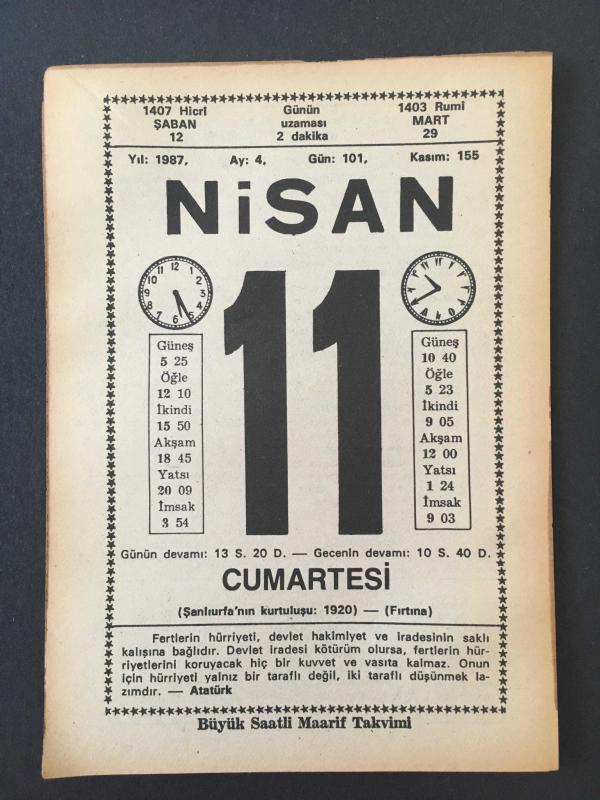 1407 Hicrî Günün 1403 Rumî
ŞABAN uzaması MART
12 2 dakika 29
Yıl: 1987, Ay: 4, Gün: 101, Kasım: 155
NiSAN
11
Güneş
5 25
Öğle
12 10
İkindi
15 50
Akşam
18 45
Yatsı
20 09
İmsak
3 54
Güneş
10 40
Öğle
5 23
İkindi
9 05
Akşam
12 00
Yatsı
1 24
İmsak
9 03
Günün devamı: 13 S. 20 D. — Gecenin devamı: 10 S. 40 D.
CUMARTESİ
(Şanlıurfa'nın kurtuluşu: 1920) — (Fırtına)
Fertlerin hürriyeti, devlet hakimiyet ve iradesinin saklı
kalışına bağlıdır. Devlet iradesi kötürüm olursa, fertlerin hür-
riyetlerini koruyacak hiç bir kuvvet ve vasıta kalmaz. Onun
için hürriyeti yalnız bir taraflı değil, iki taraflı düşünmek la-
zımdır. — Atatürk
Büyük Saatli Maarif Takvimi